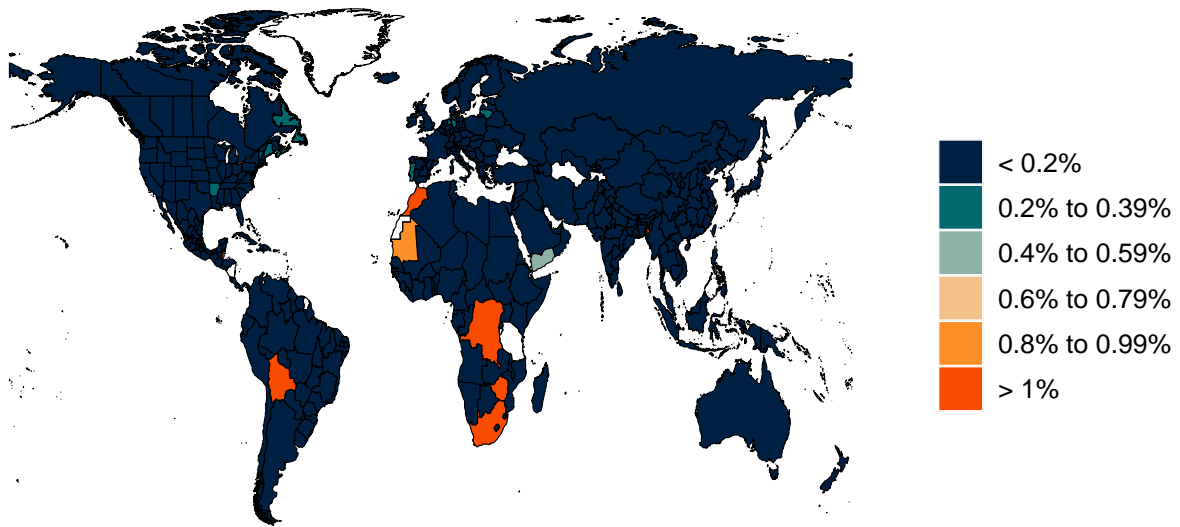 < 0.2%
0.2% to 0.39%
0.4% to 0.59%
0.6% to 0.79%
0.8% to 0.99%
> 1%